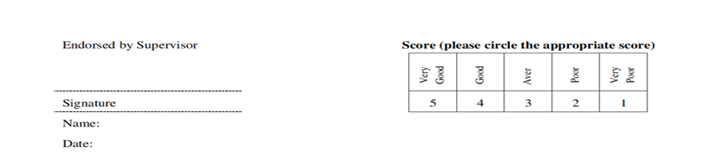 Endorsed by Supervisor
Signature
Name:
Date:
Score (please circle the appropriate score)
Very Good Good Aver Poor Very Poor
5 4 3 2 1